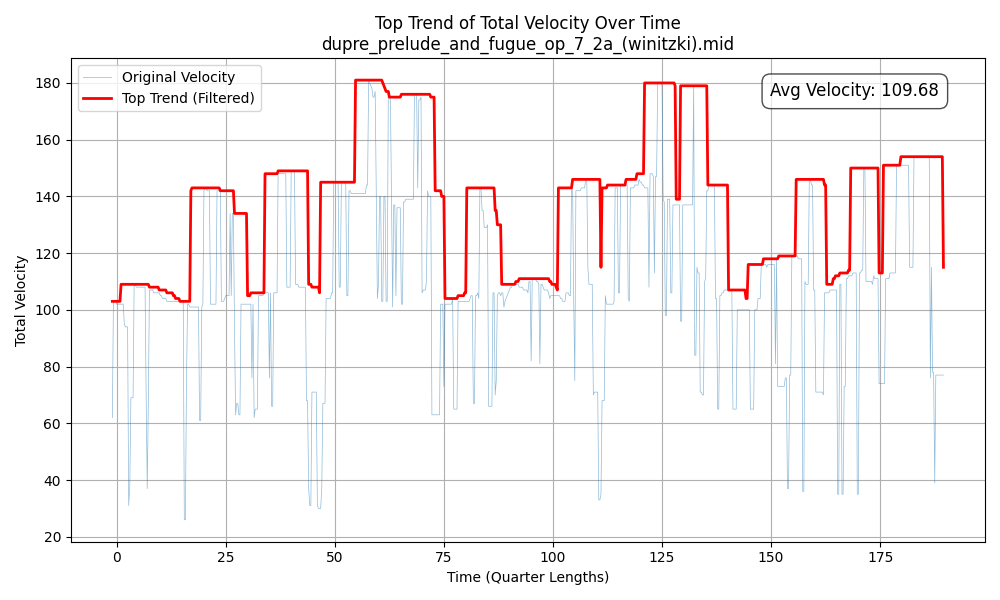 Top Trend of Total Velocity Over Time
dupre_prelude_and_fugue_op_7_2a_(winitzki).mid
Original Velocity
Top Trend (Filtered)
Avg Velocity: 109.68
Total Velocity
180
160
140
120
100
80
60
40
20
0
25
50
75
100
125
150
175
Time (Quarter Lengths)